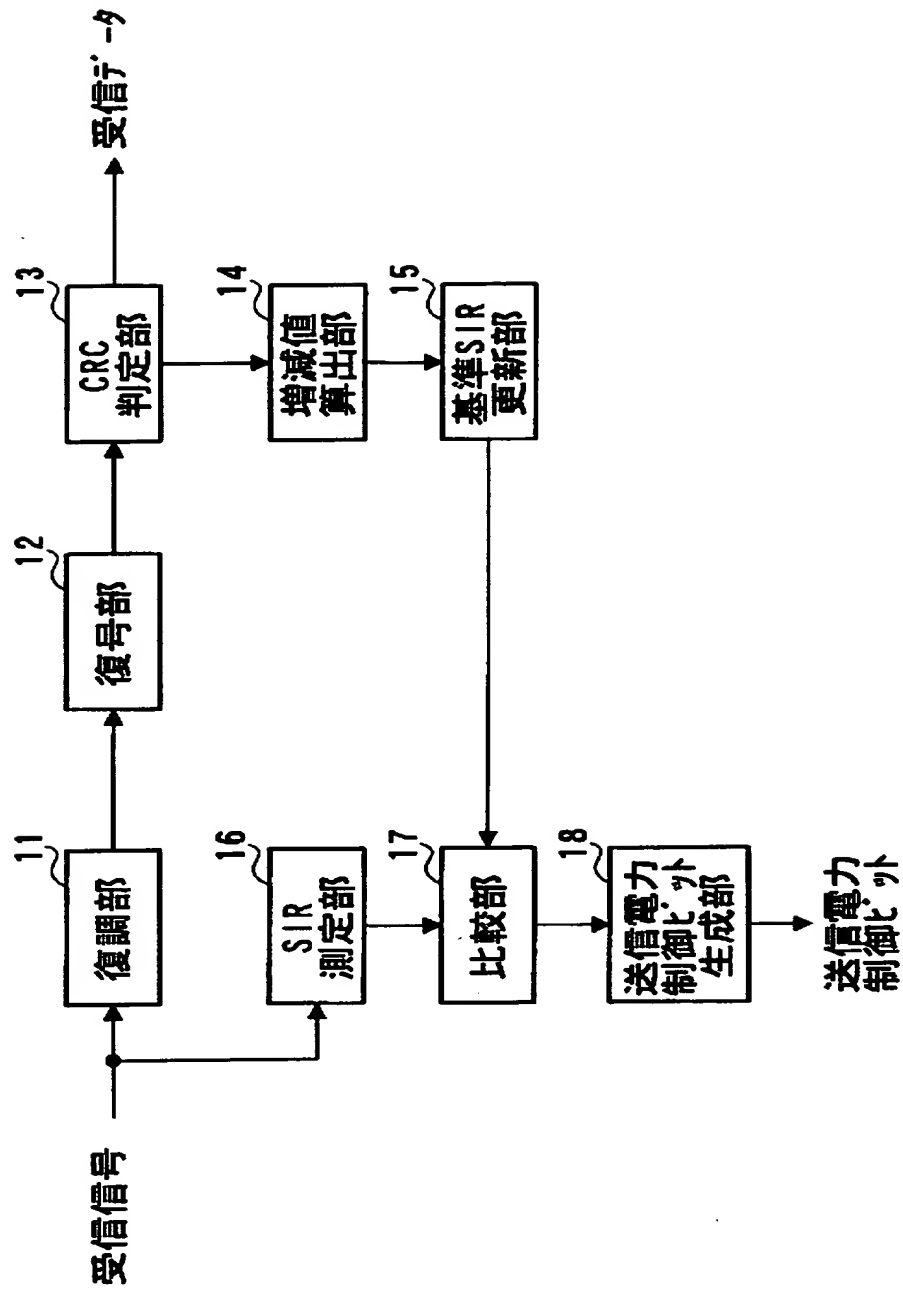 受信信号
11
復調部
12
復号部
13
CRC
判定部
受信データ
14
増減値
算出部
15
基準SIR
更新部
16
SIR
測定部
17
比較部
18
送信電力
制御ビット
生成部
送信電力
制御ビット